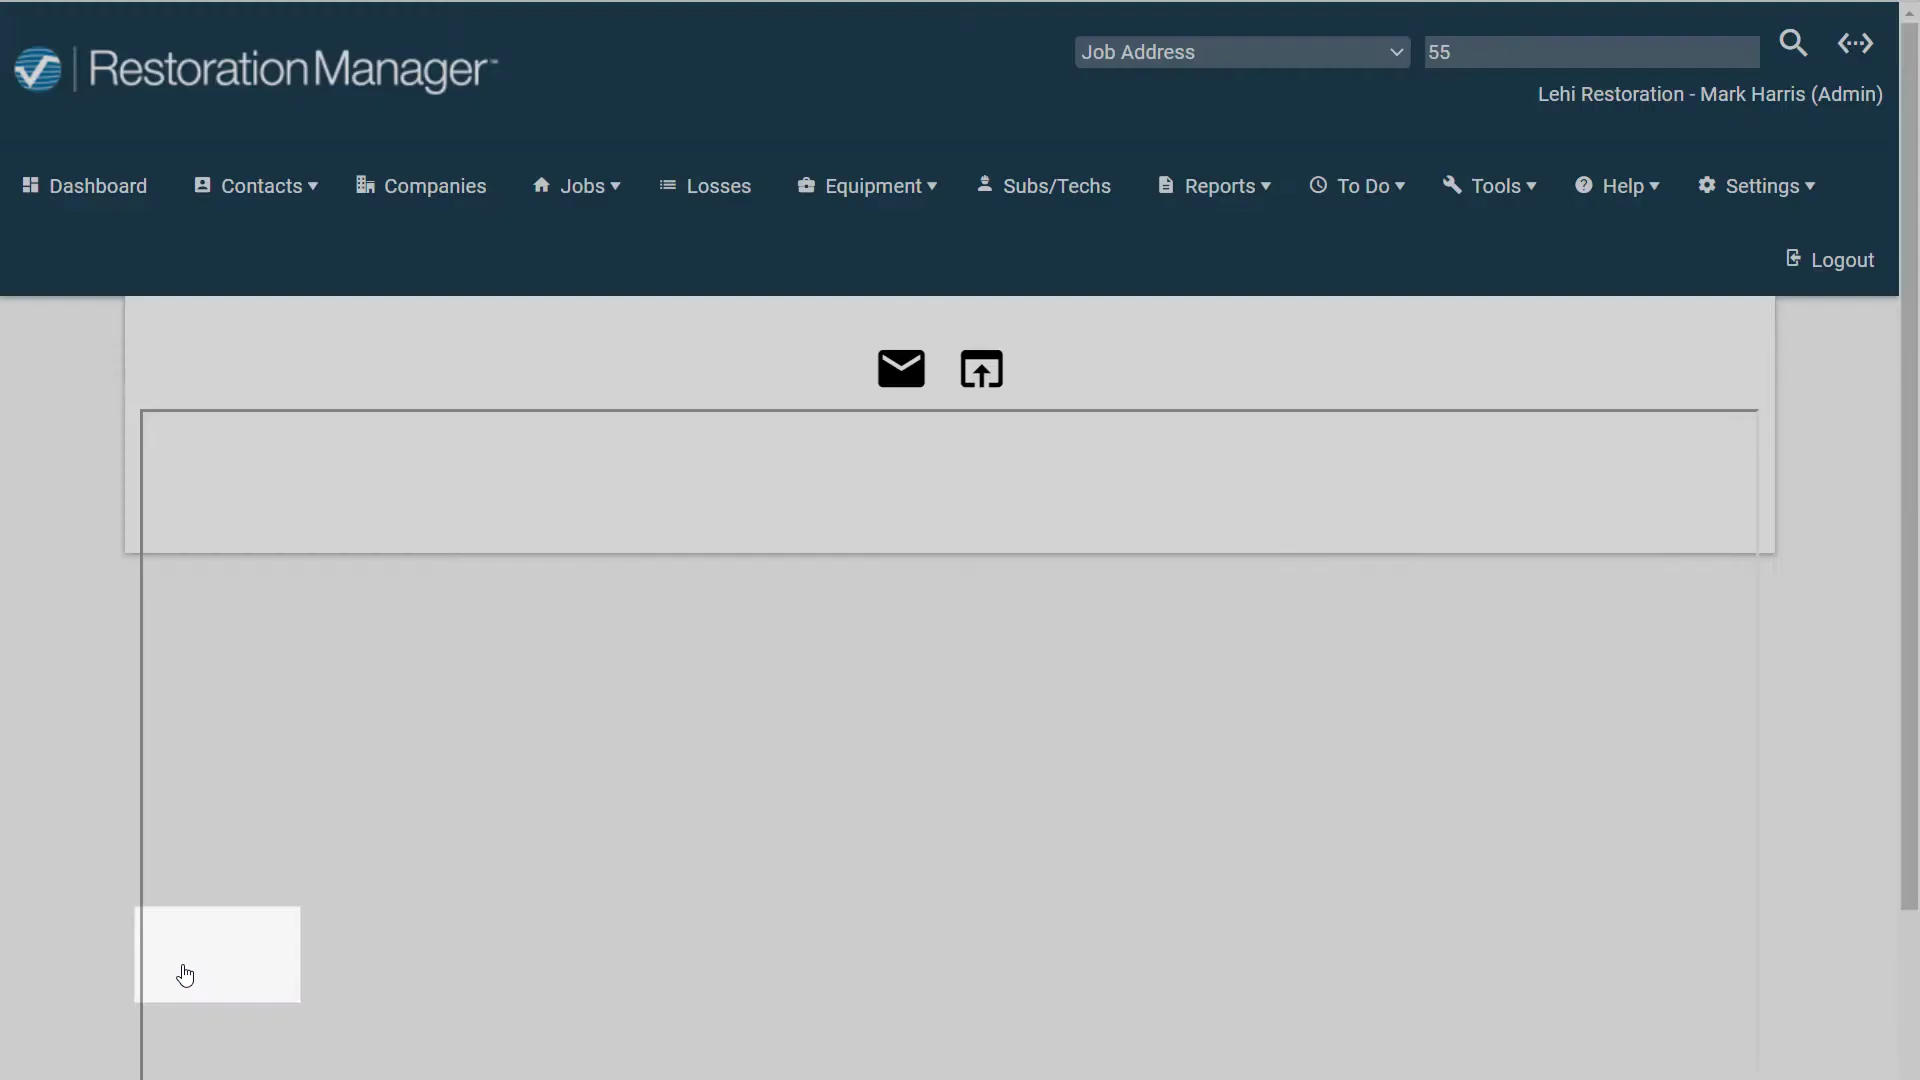 RestorationManager™
Job Address
55
Lehi Restoration - Mark Harris (Admin)
Dashboard
Contacts
Companies
Jobs
Losses
Equipment
Subs/Techs
Reports
To Do
Tools
Help
Settings
Logout